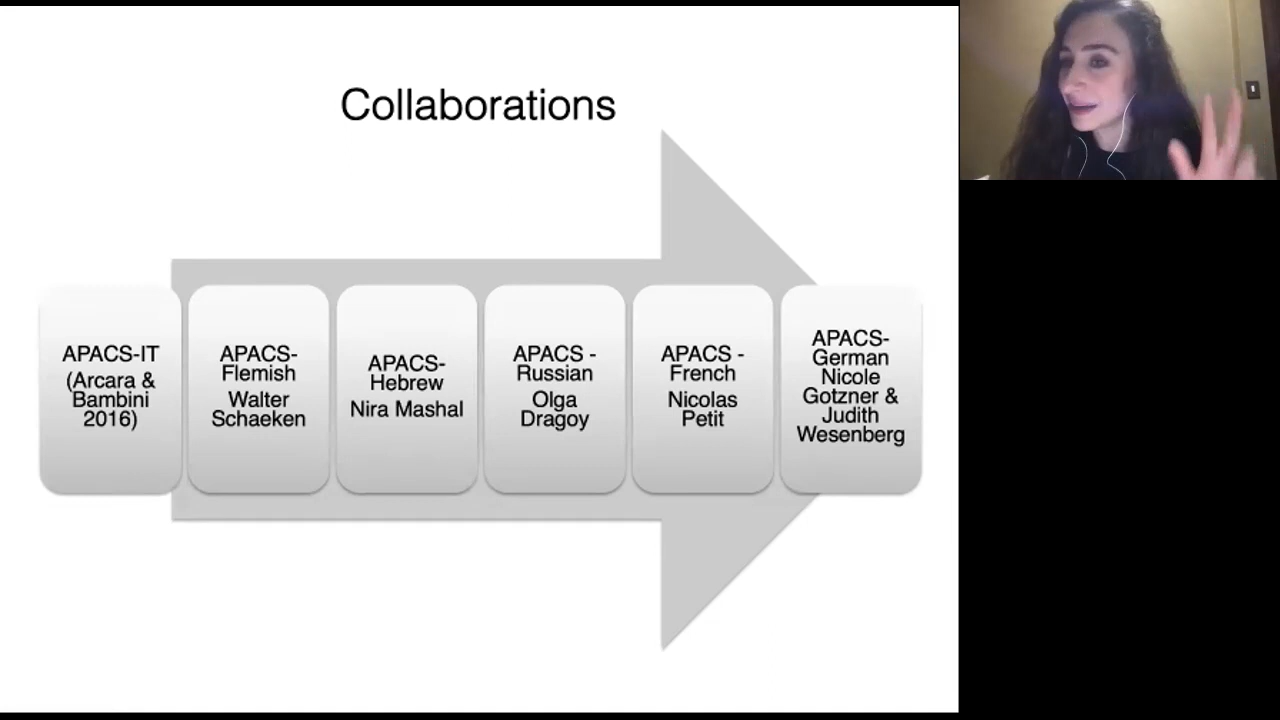 Collaborations
APACS-IT
(Arcara &
Bambini
2016)
APACS-
Flemish
Walter
Schaeken
APACS-
Hebrew
Nira Mashal
APACS -
Russian
Olga
Dragoy
APACS -
French
Nicolas
Petit
APACS-
German
Nicole
Gotzner &
Judith
Wesenberg